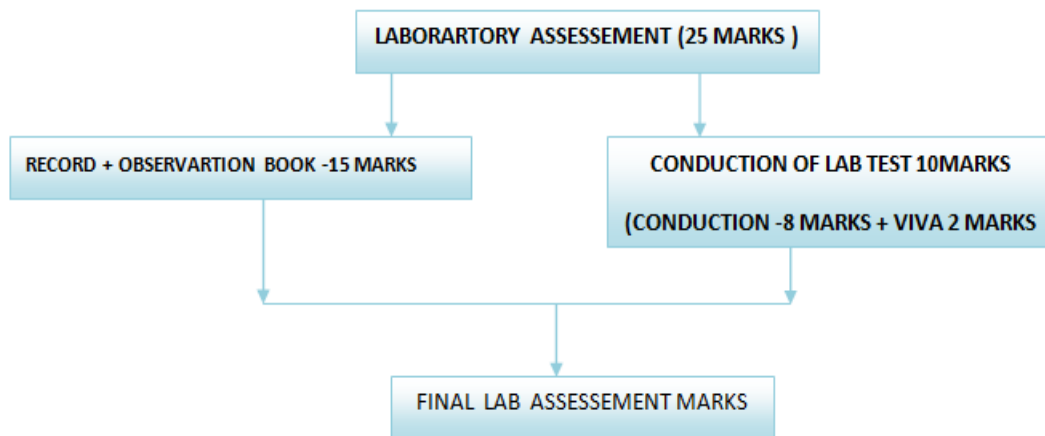 LABORARTORY ASSESSEMENT (25 MARKS )
RECORD + OBSERVARTION BOOK -15 MARKS
CONDUCTION OF LAB TEST 10MARKS
(CONDUCTION -8 MARKS + VIVA 2 MARKS
FINAL LAB ASSESSEMENT MARKS